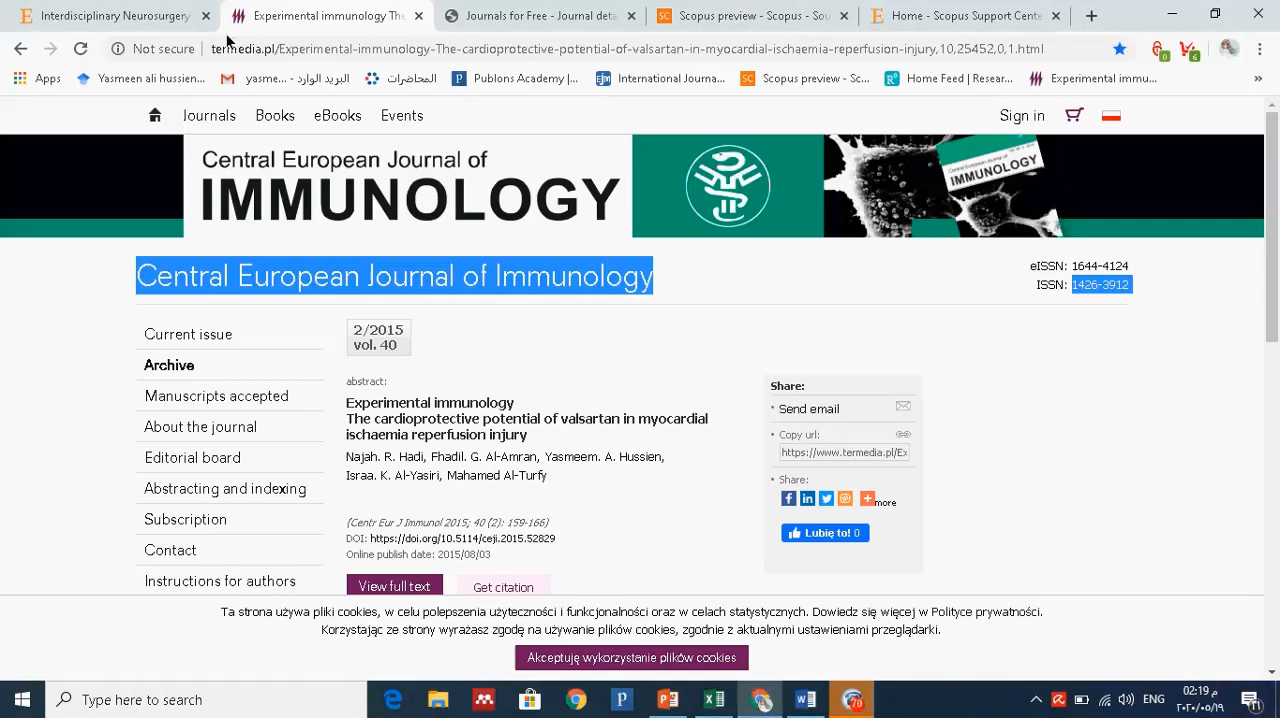 Interdisciplinary Neurosurgery
Experimental immunology The
Journals for Free - Journal deta
Scopus preview - Scopus - Sou
Home - Scopus Support Cente
Not secure
termedia.pl/Experimental-immunology-The-cardioprotective-potential-of-valsartan-in-myocardial-ischaemia-reperfusion-injury,10,25452,0,1.html
0
6
Apps
Yasmeen ali hussien...
yasme... - البريد الوارد
المحاضرات
Publons Academy |...
International Journa...
Scopus preview - Sc...
Home Feed | Resear...
Experimental immu...
»
Journals
Books
eBooks
Events
Sign in
Central European Journal of
IMMUNOLOGY
IMMUNOLOGY
Central European Journal of Immunology
eISSN: 1644-4124
ISSN: 1426-3912
Current issue
Archive
Manuscripts accepted
About the journal
Editorial board
Abstracting and indexing
Subscription
Contact
Instructions for authors
2/2015
vol. 40
abstract:
Experimental immunology
The cardioprotective potential of valsartan in myocardial
ischaemia reperfusion injury
Najah. R. Hadi, Fhadil. G. Al-Amran, Yasmeem. A. Hussien,
Israa. K. Al-Yasiri, Mahamed Al-Turfy
(Centr Eur J Immunol 2015; 40 (2): 159-166)
DOI: https://doi.org/10.5114/ceji.2015.52829
Online publish date: 2015/08/03
View full text
Get citation
Share:
Send email
Copy url:
https://www.termedia.pl/Ex
Share:
more
Lubię to! 0
Ta strona używa pliki cookies, w celu polepszenia użyteczności i funkcjonalności oraz w celach statystycznych. Dowiedz się więcej w Polityce prywatności.
Korzystając ze strony wyrażasz zgodę na używanie plików cookies, zgodnie z aktualnymi ustawieniami przeglądarki.
Akceptuję wykorzystanie plików cookies
Type here to search
70
ENG
02:19 م
٢٠٢٠/٠٥/١٩